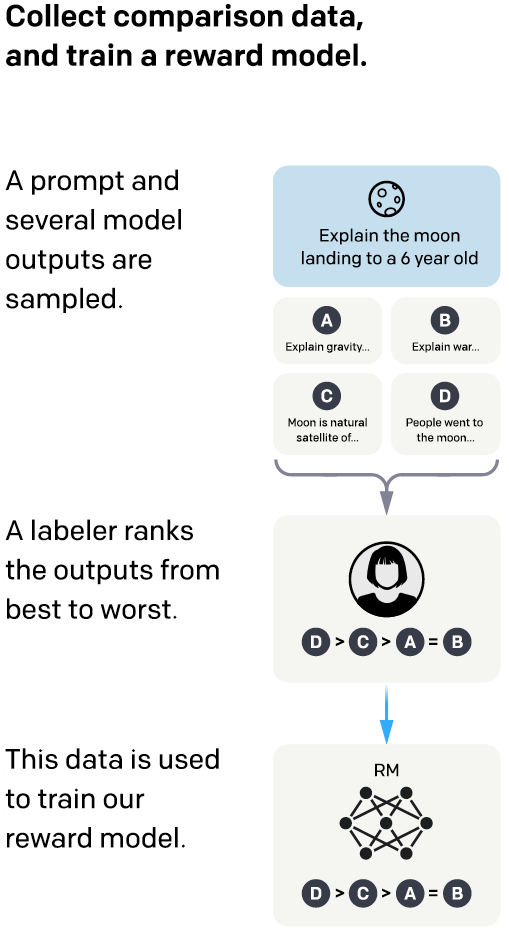 Collect comparison data,
and train a reward model.
A prompt and
several model
outputs are
sampled.
Explain the moon
landing to a 6 year old
A
Explain gravity...
B
Explain war...
C
Moon is natural
satellite of...
D
People went to
the moon...
A labeler ranks
the outputs from
best to worst.
D > C > A = B
This data is used
to train our
reward model.
RM
D > C > A = B